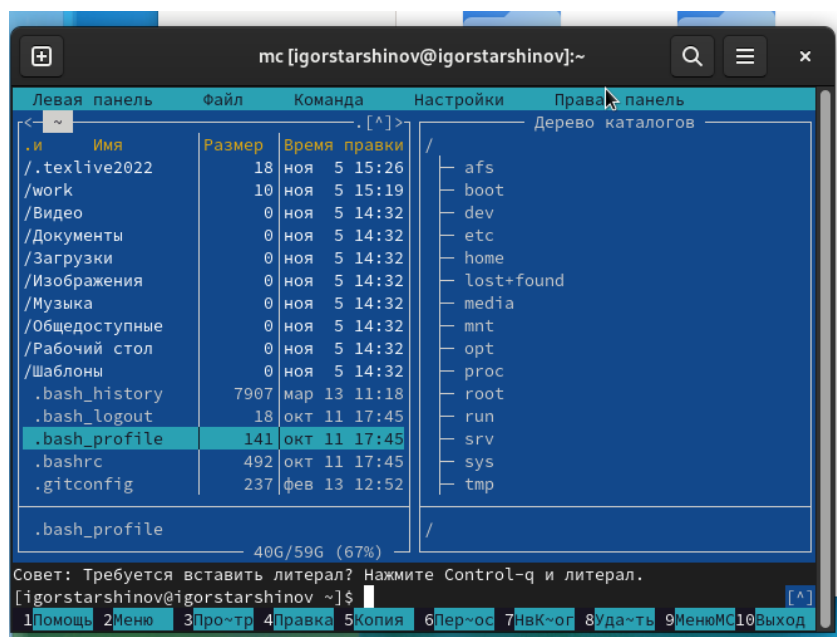 mc [igorstarshinov@igorstarshinov]:~
Левая панель Файл Команда Настройки Правая панель
<- ~ .[^]>
.и Имя Размер Время правки
/.texlive2022 18 ноя 5 15:26
/work 10 ноя 5 15:19
/Видео 0 ноя 5 14:32
/Документы 0 ноя 5 14:32
/Загрузки 0 ноя 5 14:32
/Изображения 0 ноя 5 14:32
/Музыка 0 ноя 5 14:32
/Общедоступные 0 ноя 5 14:32
/Рабочий стол 0 ноя 5 14:32
/Шаблоны 0 ноя 5 14:32
.bash_history 7907 мар 13 11:18
.bash_logout 18 окт 11 17:45
.bash_profile 141 окт 11 17:45
.bashrc 492 окт 11 17:45
.gitconfig 237 фев 13 12:52
.bash_profile
40G/59G (67%)
Дерево каталогов
/
afs
boot
dev
etc
home
lost+found
media
mnt
opt
proc
root
run
srv
sys
tmp
/
Совет: Требуется вставить литерал? Нажмите Control-q и литерал.
[igorstarshinov@igorstarshinov ~]$ [^]
1Помощь 2Меню 3Про~тр 4Правка 5Копия 6Пер~ос 7НвК~ог 8Уда~ть 9МенюМС 10Выход